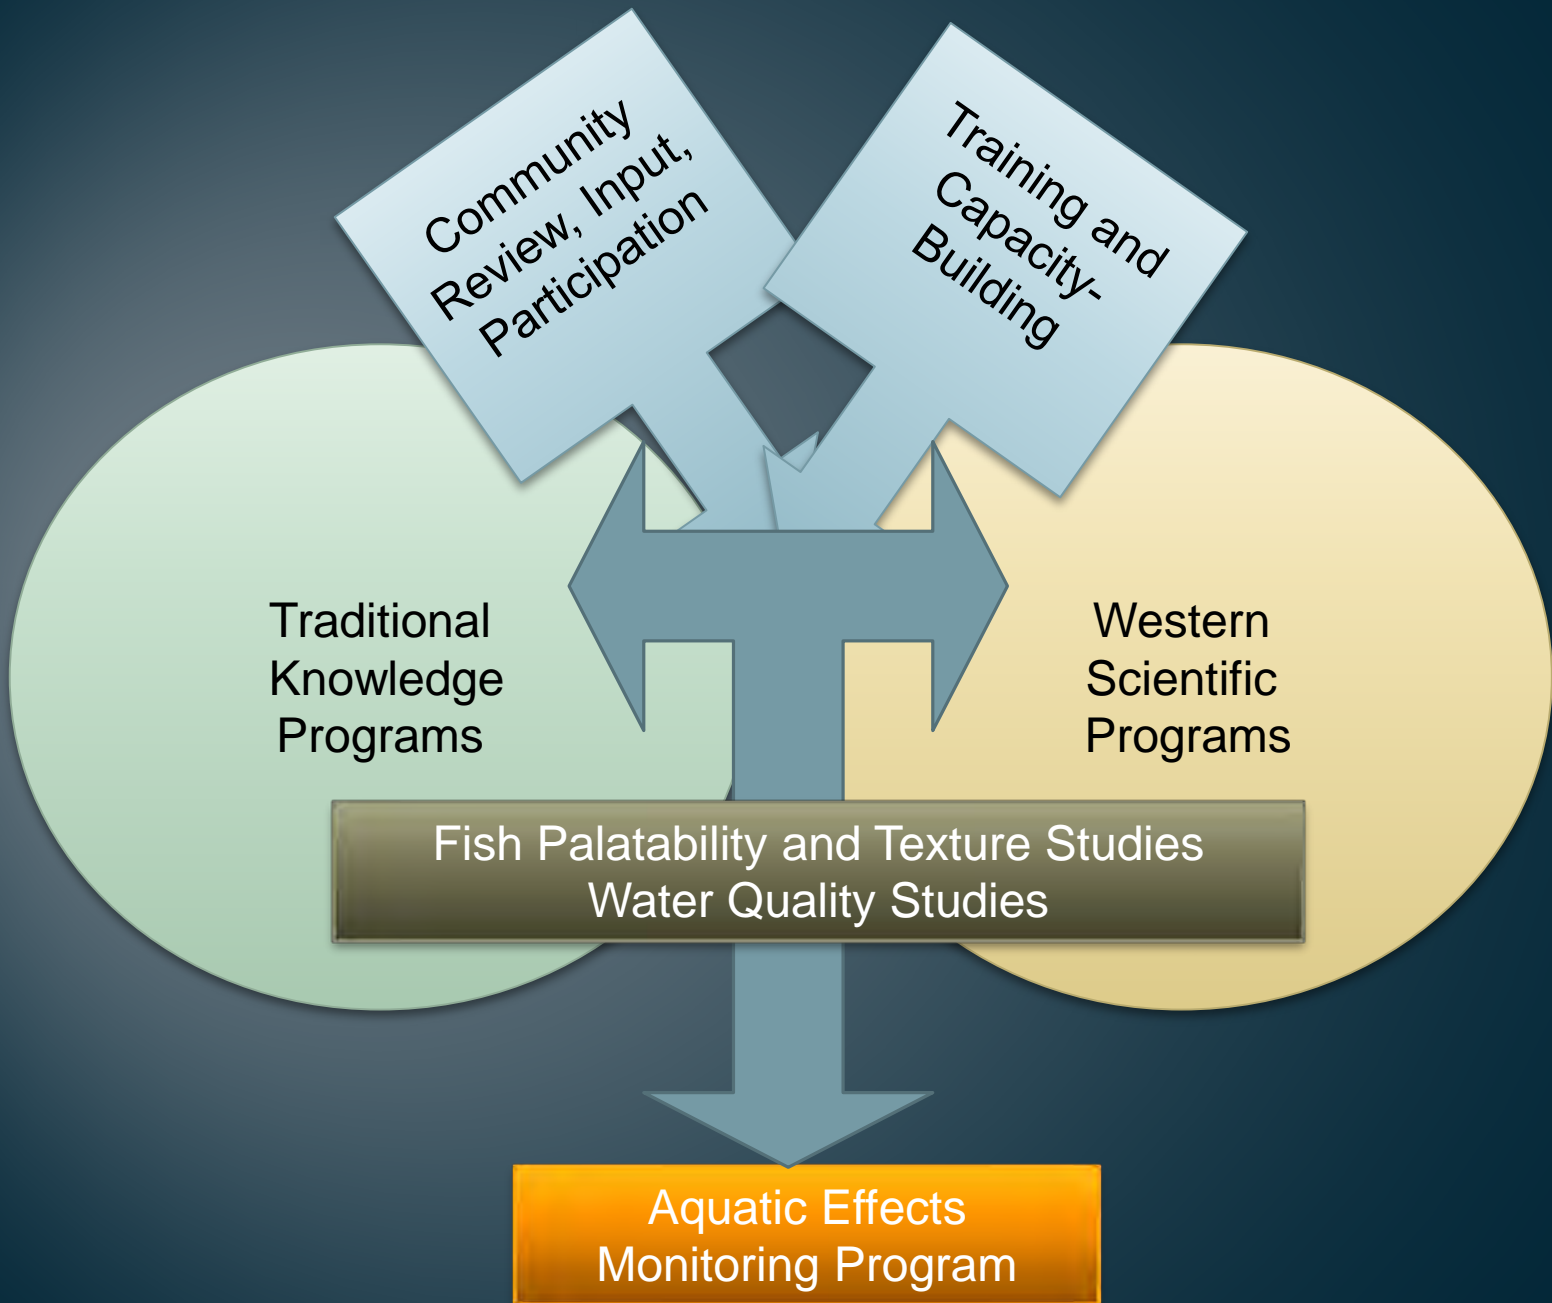 Community
Review, Input,
Participation
Training and
Capacity-
Building
Traditional
Knowledge
Programs
Western
Scientific
Programs
Fish Palatability and Texture Studies
Water Quality Studies
Aquatic Effects
Monitoring Program